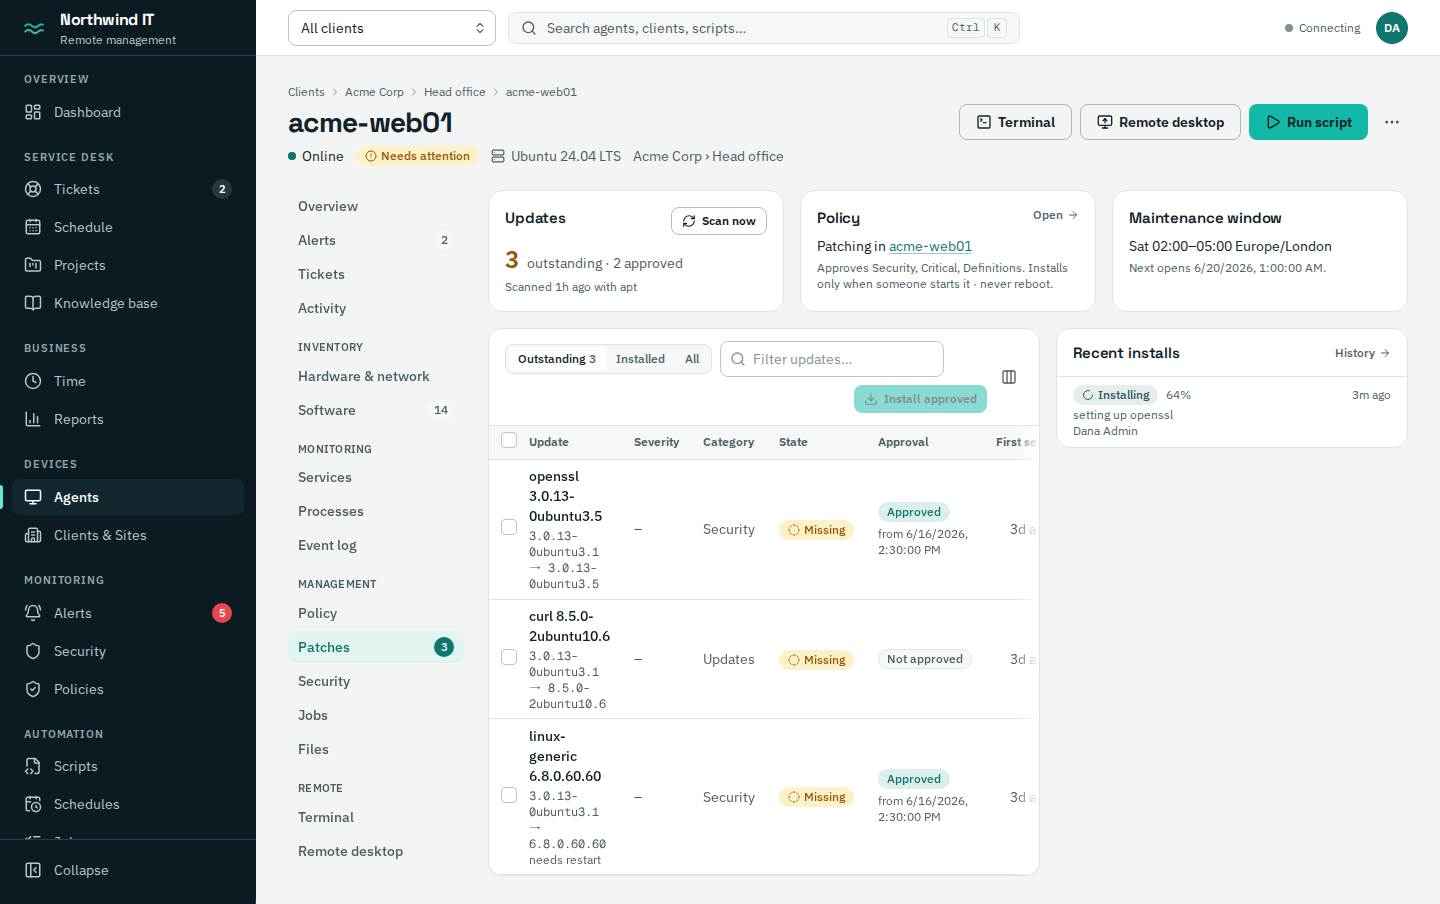 Northwind IT
Remote management
All clients
Search agents, clients, scripts...
Ctrl K
Connecting
DA
OVERVIEW
Dashboard
SERVICE DESK
Tickets 2
Schedule
Projects
Knowledge base
BUSINESS
Time
Reports
DEVICES
Agents
Clients & Sites
MONITORING
Alerts 5
Security
Policies
AUTOMATION
Scripts
Schedules
Collapse
Clients > Acme Corp > Head office > acme-web01
acme-web01
Terminal
Remote desktop
Run script
Online
Needs attention
Ubuntu 24.04 LTS
Acme Corp › Head office
Overview
Alerts 2
Tickets
Activity
INVENTORY
Hardware & network
Software 14
MONITORING
Services
Processes
Event log
MANAGEMENT
Policy
Patches 3
Security
Jobs
Files
REMOTE
Terminal
Remote desktop
Updates
Scan now
3 outstanding · 2 approved
Scanned 1h ago with apt
Policy
Open →
Patching in acme-web01
Approves Security, Critical, Definitions. Installs
only when someone starts it · never reboot.
Maintenance window
Sat 02:00–05:00 Europe/London
Next opens 6/20/2026, 1:00:00 AM.
Outstanding 3 Installed All
Filter updates...
Install approved
Update Severity Category State Approval First se
openssl
3.0.13-
0ubuntu3.5
3.0.13-
0ubuntu3.1
→ 3.0.13-
0ubuntu3.5
–
Security
Missing
Approved
from 6/16/2026,
2:30:00 PM
3d a
curl 8.5.0-
2ubuntu10.6
3.0.13-
0ubuntu3.1
→ 8.5.0-
2ubuntu10.6
–
Updates
Missing
Not approved
3d a
linux-
generic
6.8.0.60.60
3.0.13-
0ubuntu3.1
→
6.8.0.60.60
needs restart
–
Security
Missing
Approved
from 6/16/2026,
2:30:00 PM
3d a
Recent installs
History →
Installing 64% 3m ago
setting up openssl
Dana Admin